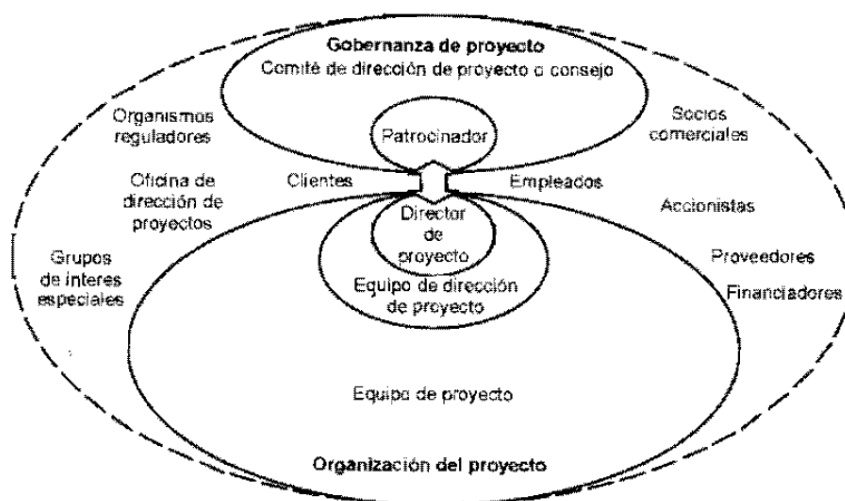 Gobernanza de proyecto
Comité de dirección de proyecto o consejo
Organismos
reguladores
Patrocinador
Socios
comerciales
Oficina de
dirección de
proyectos
Clientes
Empleados
Accionistas
Director
de
proyecto
Grupos
de interes
especiales
Proveedores
Equipo de dirección
de proyecto
Financiadores
Equipo de proyecto
Organización del proyecto